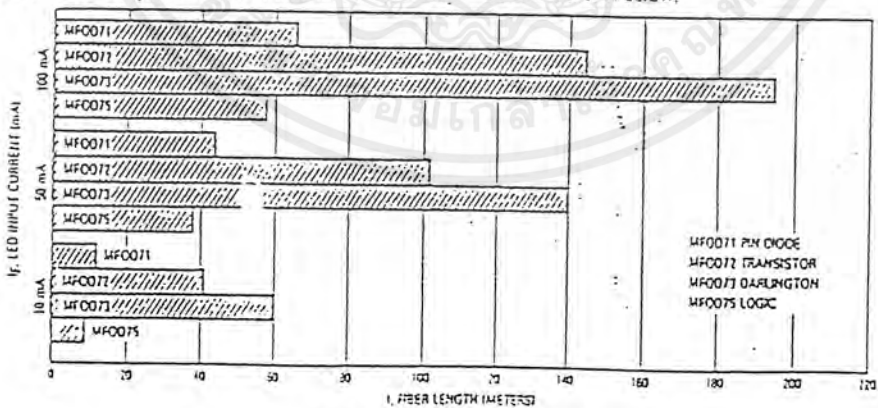 MFOD71
MFOD72
MFOD73
MFOD75
100 mA
MFOD71
MFOD72
MFOD73
MFOD75
50 mA
MFOD71
MFOD72
MFOD73
MFOD75
10 mA
IF, LED INPUT CURRENT (mA)
MFOD71 PIN DIODE
MFOD72 TRANSISTOR
MFOD73 DARLINGTON
MFOD75 LOGIC
0 20 40 60 80 100 140 160 180 200 220
l, FIBER LENGTH (METERS)